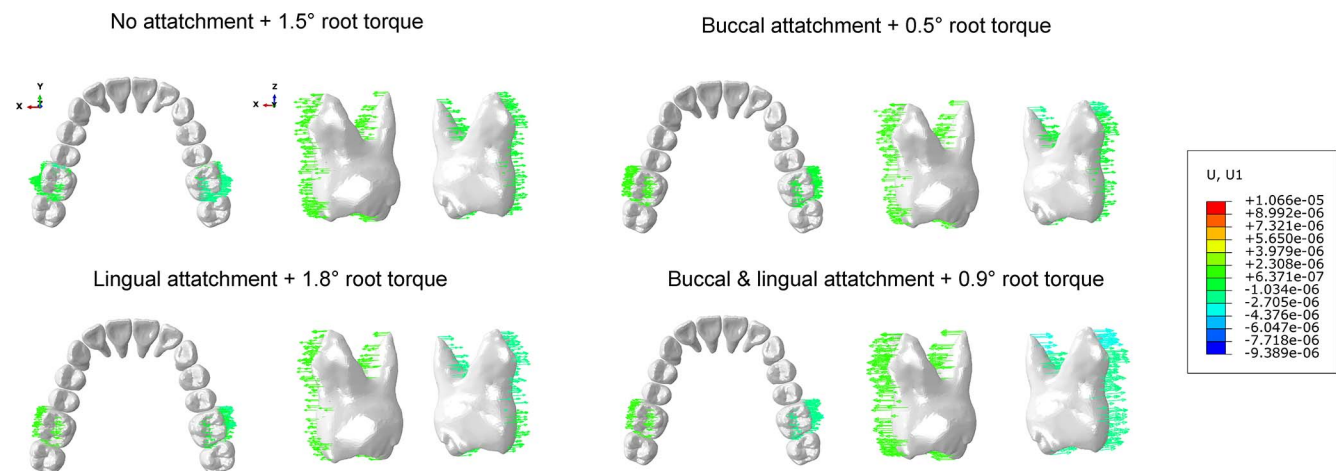 No attatchment + 1.5° root torque
Buccal attatchment + 0.5° root torque
Y
X
Z
X
Lingual attatchment + 1.8° root torque
Buccal & lingual attatchment + 0.9° root torque
U, U1
+1.066e-05
+8.992e-06
+7.321e-06
+5.650e-06
+3.979e-06
+2.308e-06
+6.371e-07
-1.034e-06
-2.705e-06
-4.376e-06
-6.047e-06
-7.718e-06
-9.389e-06